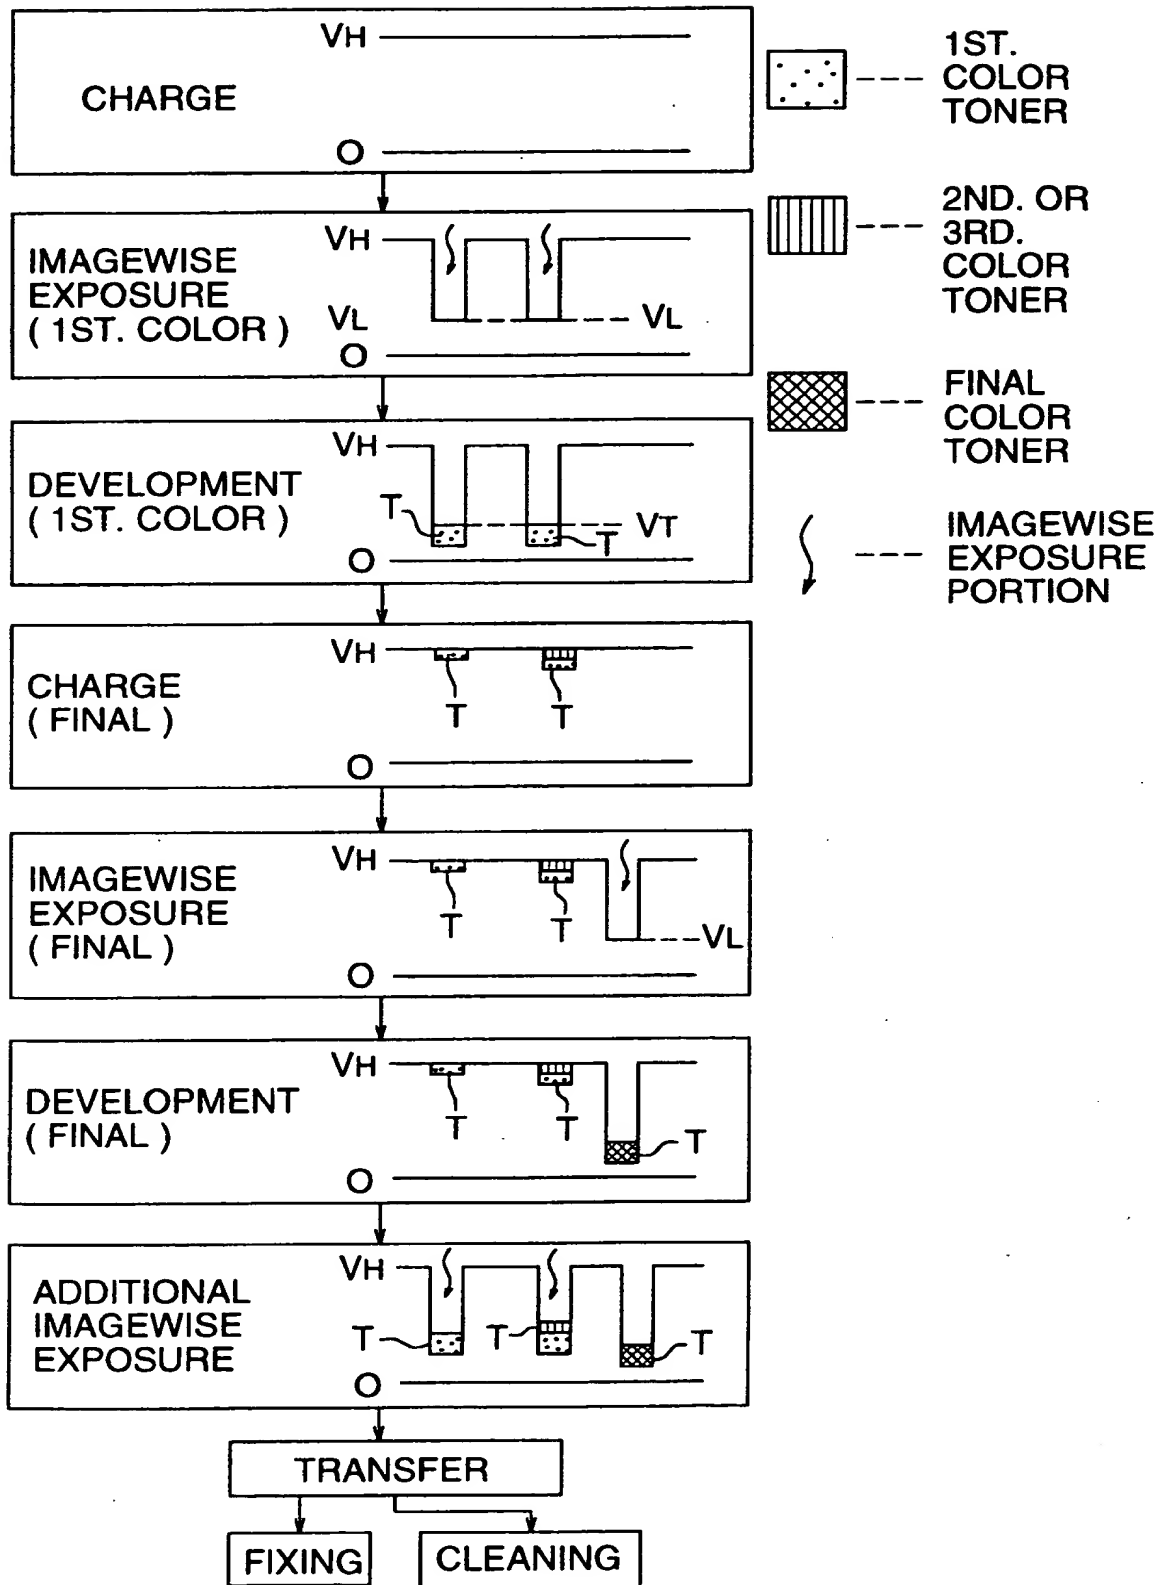 VH
CHARGE
O
1ST.
COLOR
TONER
2ND. OR
3RD.
COLOR
TONER
FINAL
COLOR
TONER
IMAGEWISE
EXPOSURE
PORTION
VH
IMAGEWISE
EXPOSURE
( 1ST. COLOR )
VL
VL
O
VH
DEVELOPMENT
( 1ST. COLOR )
T
VT
T
O
VH
CHARGE
( FINAL )
T
T
O
VH
IMAGEWISE
EXPOSURE
( FINAL )
T
T
VL
O
VH
DEVELOPMENT
( FINAL )
T
T
T
O
VH
ADDITIONAL
IMAGEWISE
EXPOSURE
T
T
T
O
TRANSFER
FIXING
CLEANING